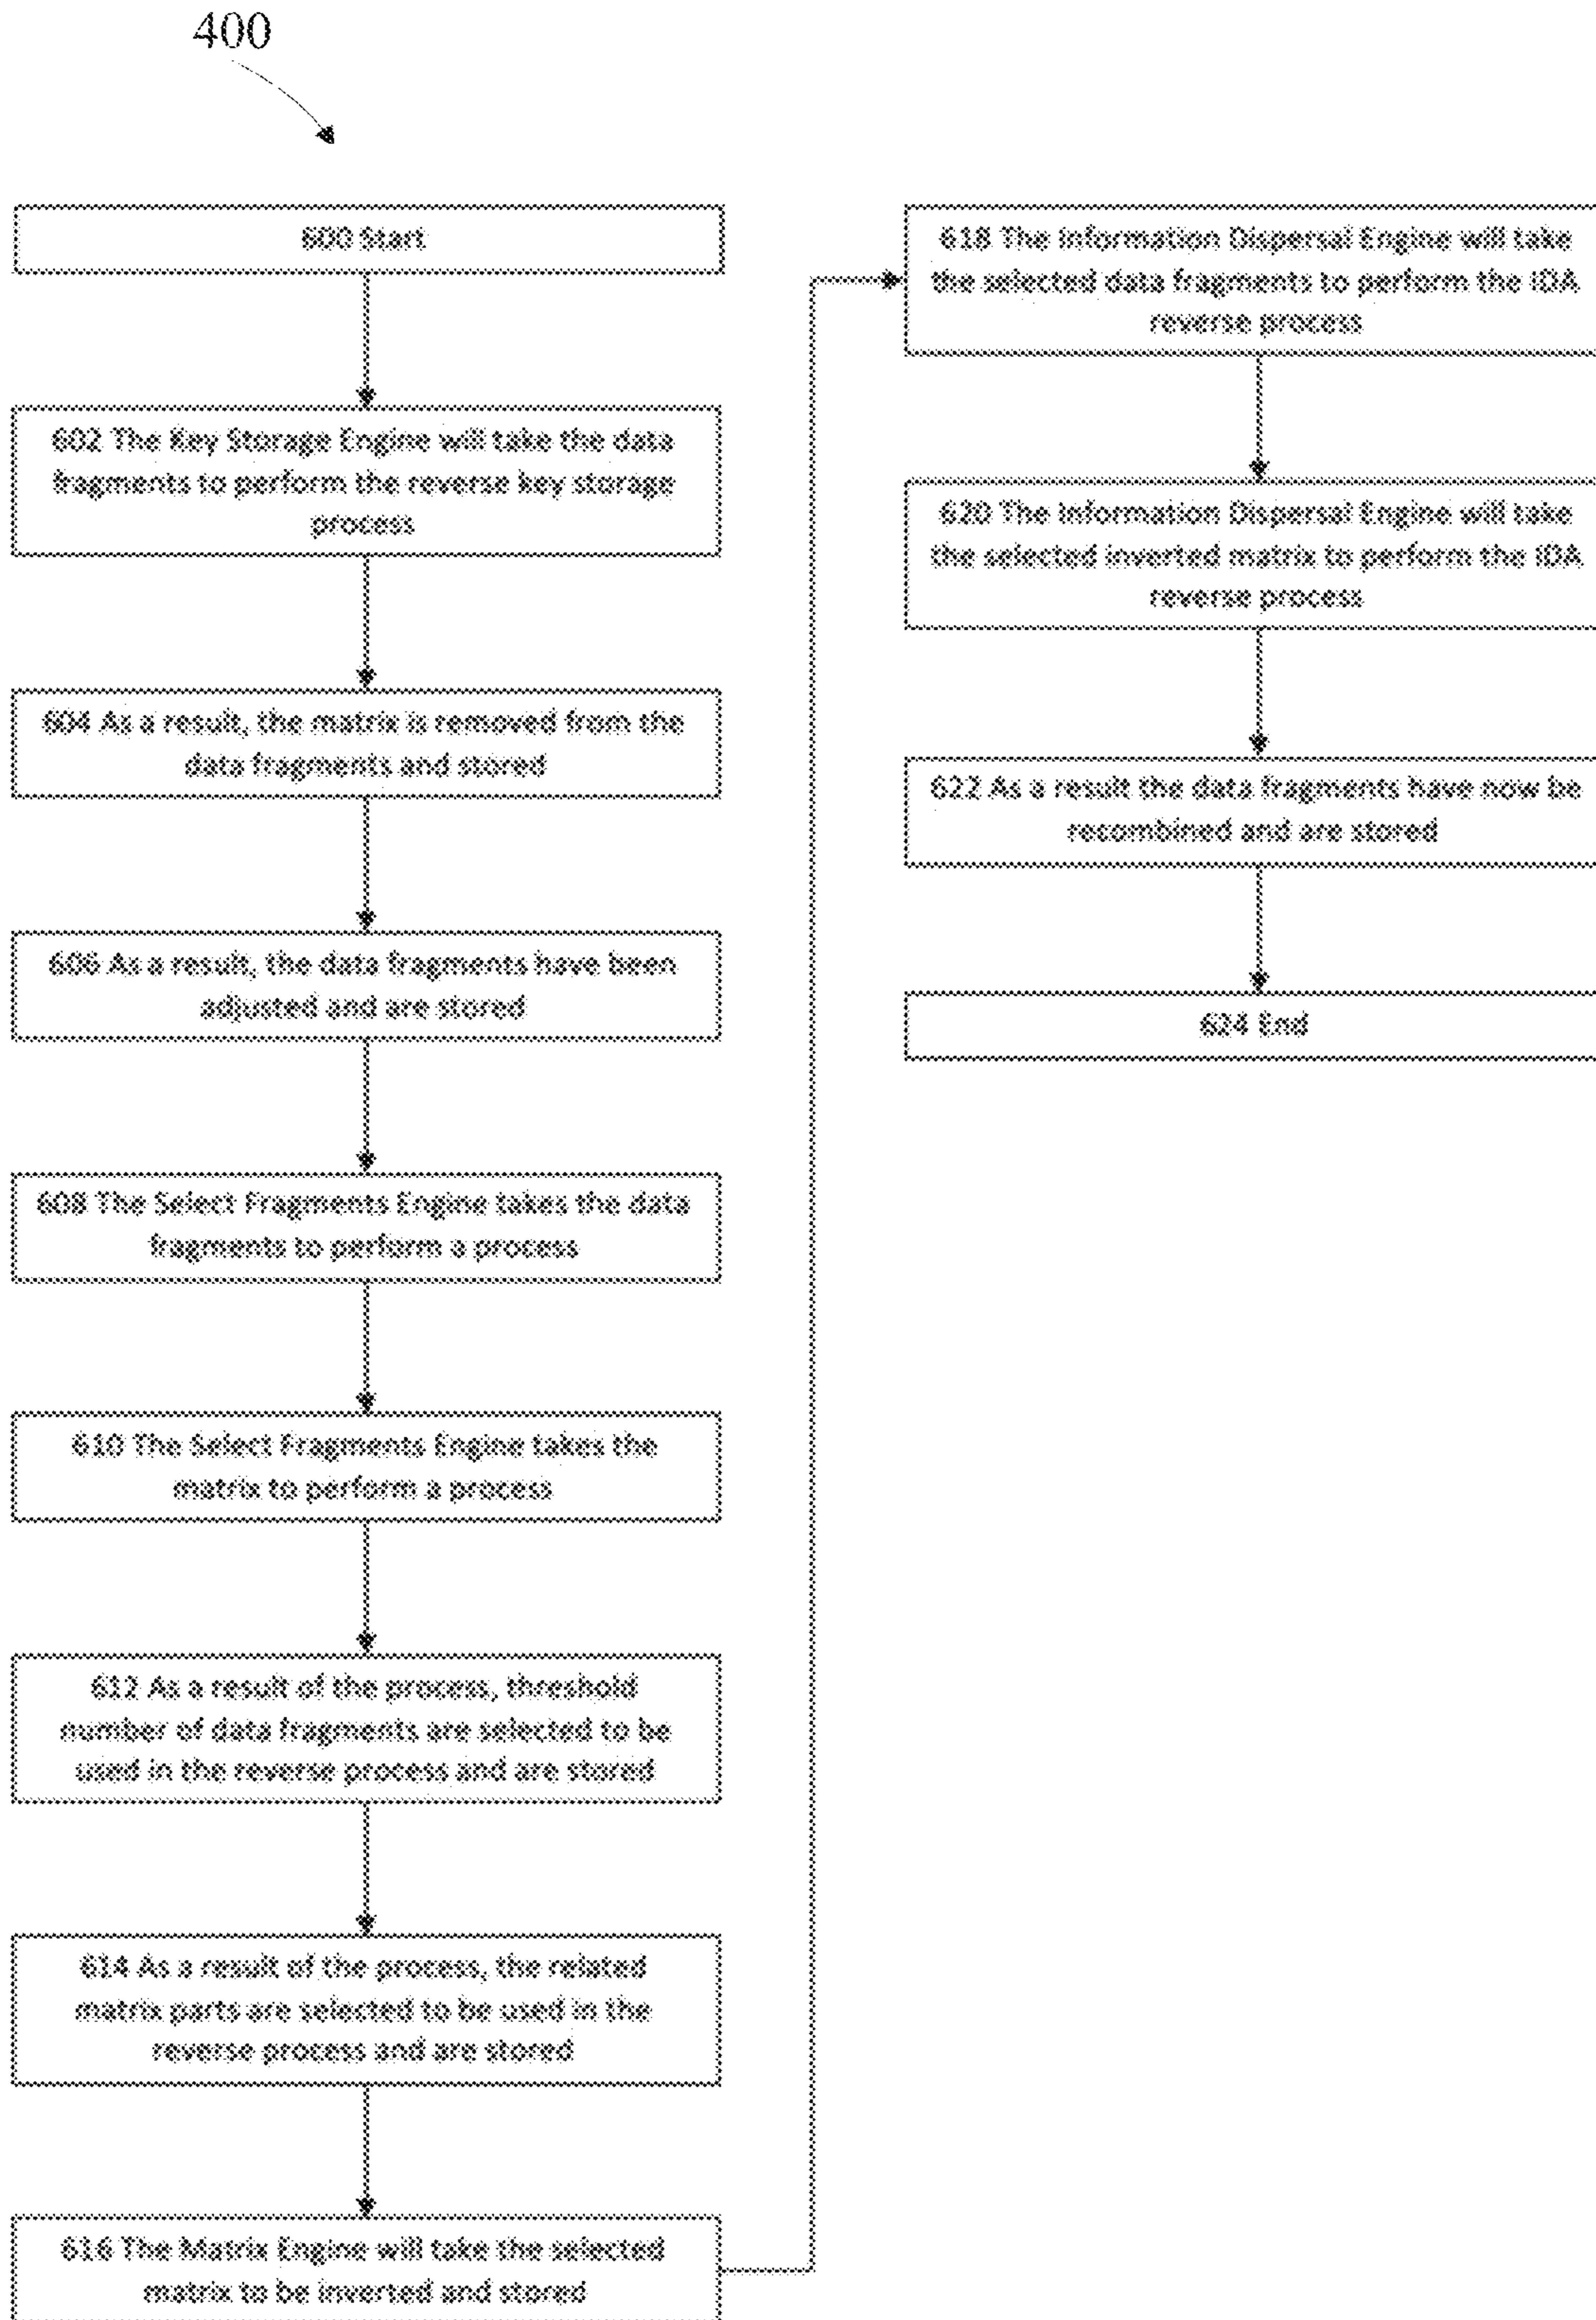 400
600 Start
602 The Key Storage Engine will take the data
fragments to perform the reverse key storage
process
604 As a result, the matrix is removed from the
data fragments and stored
606 As a result, the data fragments have been
adjusted and are stored
608 The Select Fragments Engine takes the data
fragments to perform a process
610 The Select Fragments Engine takes the
matrix to perform a process
612 As a result of the process, threshold
number of data fragments are selected to be
used in the reverse process and are stored
614 As a result of the process, the related
matrix parts are selected to be used in the
reverse process and are stored
616 The Matrix Engine will take the selected
matrix to be inverted and stored
618 The Information Dispersal Engine will take
the selected data fragments to perform the IDA
reverse process
620 The Information Dispersal Engine will take
the selected inverted matrix to perform the IDA
reverse process
622 As a result the data fragments have now be
recombined and are stored
624 End